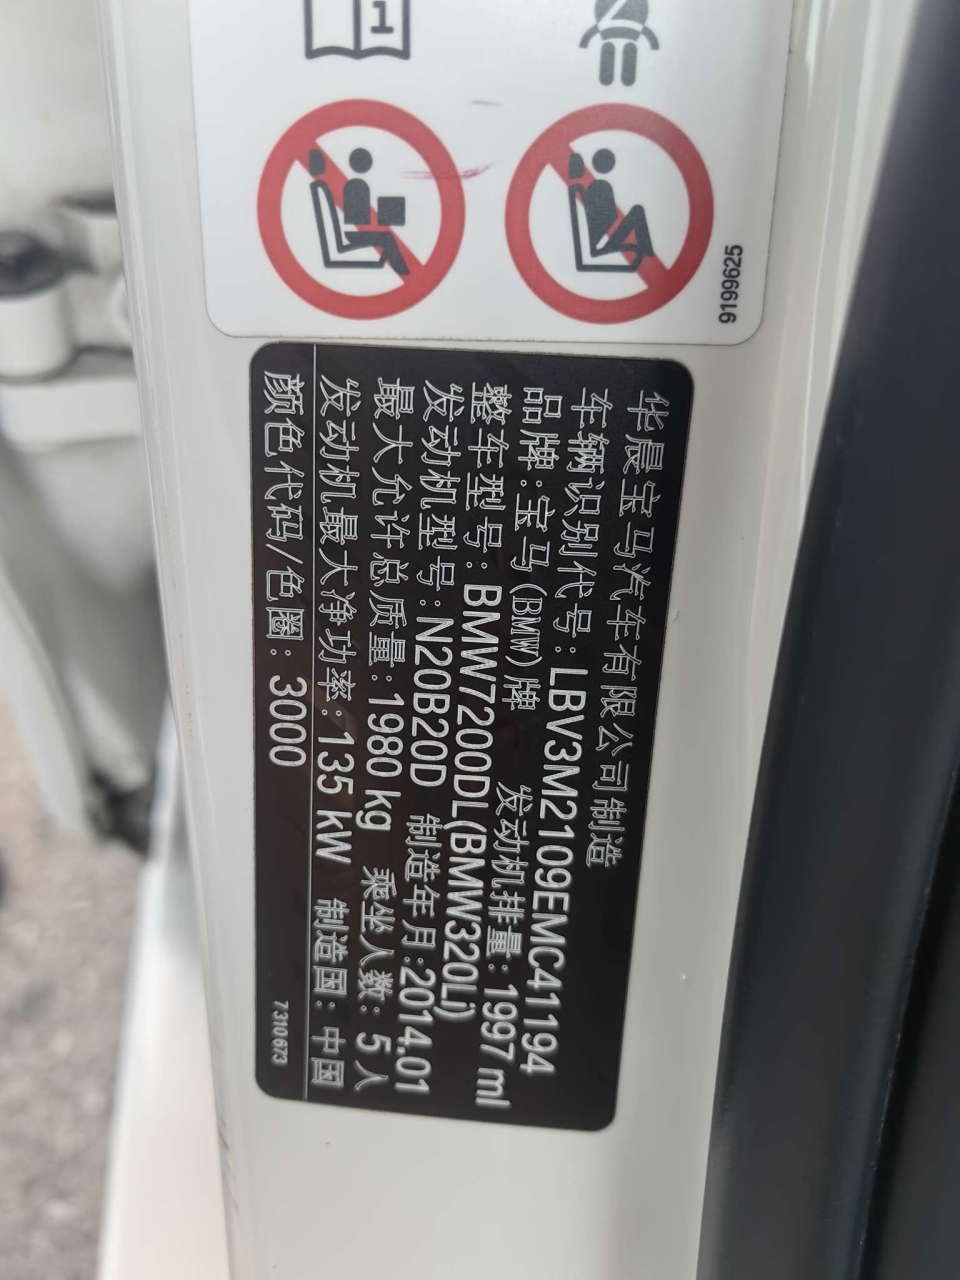 9199625
华晨宝马汽车有限公司制造
车辆识别代号:LBV3M2109EMC41194
品牌:宝马(BMW)牌 发动机排量:1997 ml
整车型号:BMW7200DL(BMW320Li)
发动机型号:N20B20D 制造年月:2014.01
最大允许总质量:1980 kg 乘坐人数:5人
发动机最大净功率:135 kW 制造国:中国
颜色代码/色圈:30000
7310673